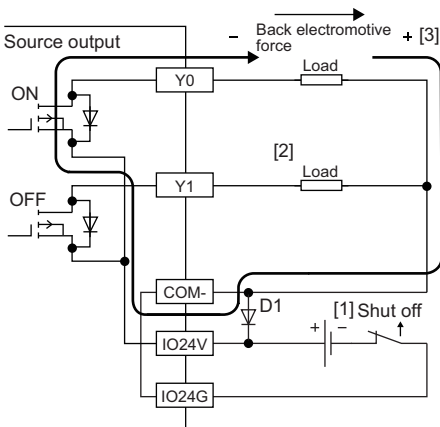 Back electromotive
force
− + [3]
Source output
Y0
Load
ON
[2]
Load
Y1
OFF
COM-
D1
[1] Shut off
+ −
IO24V
IO24G